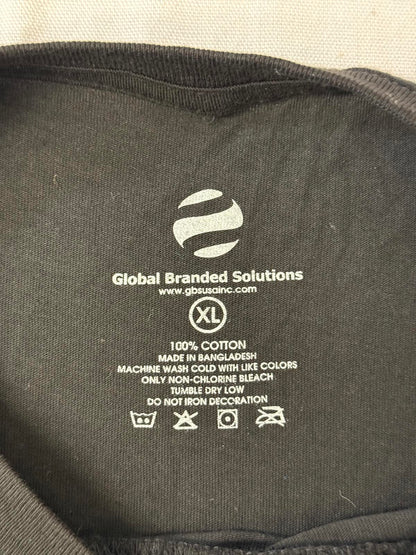 Global Branded Solutions
www.gbsusainc.com
XL
100% COTTON
MADE IN BANGLADESH
MACHINE WASH COLD WITH LIKE COLORS
ONLY NON-CHLORINE BLEACH
TUMBLE DRY LOW
DO NOT IRON DECORATION